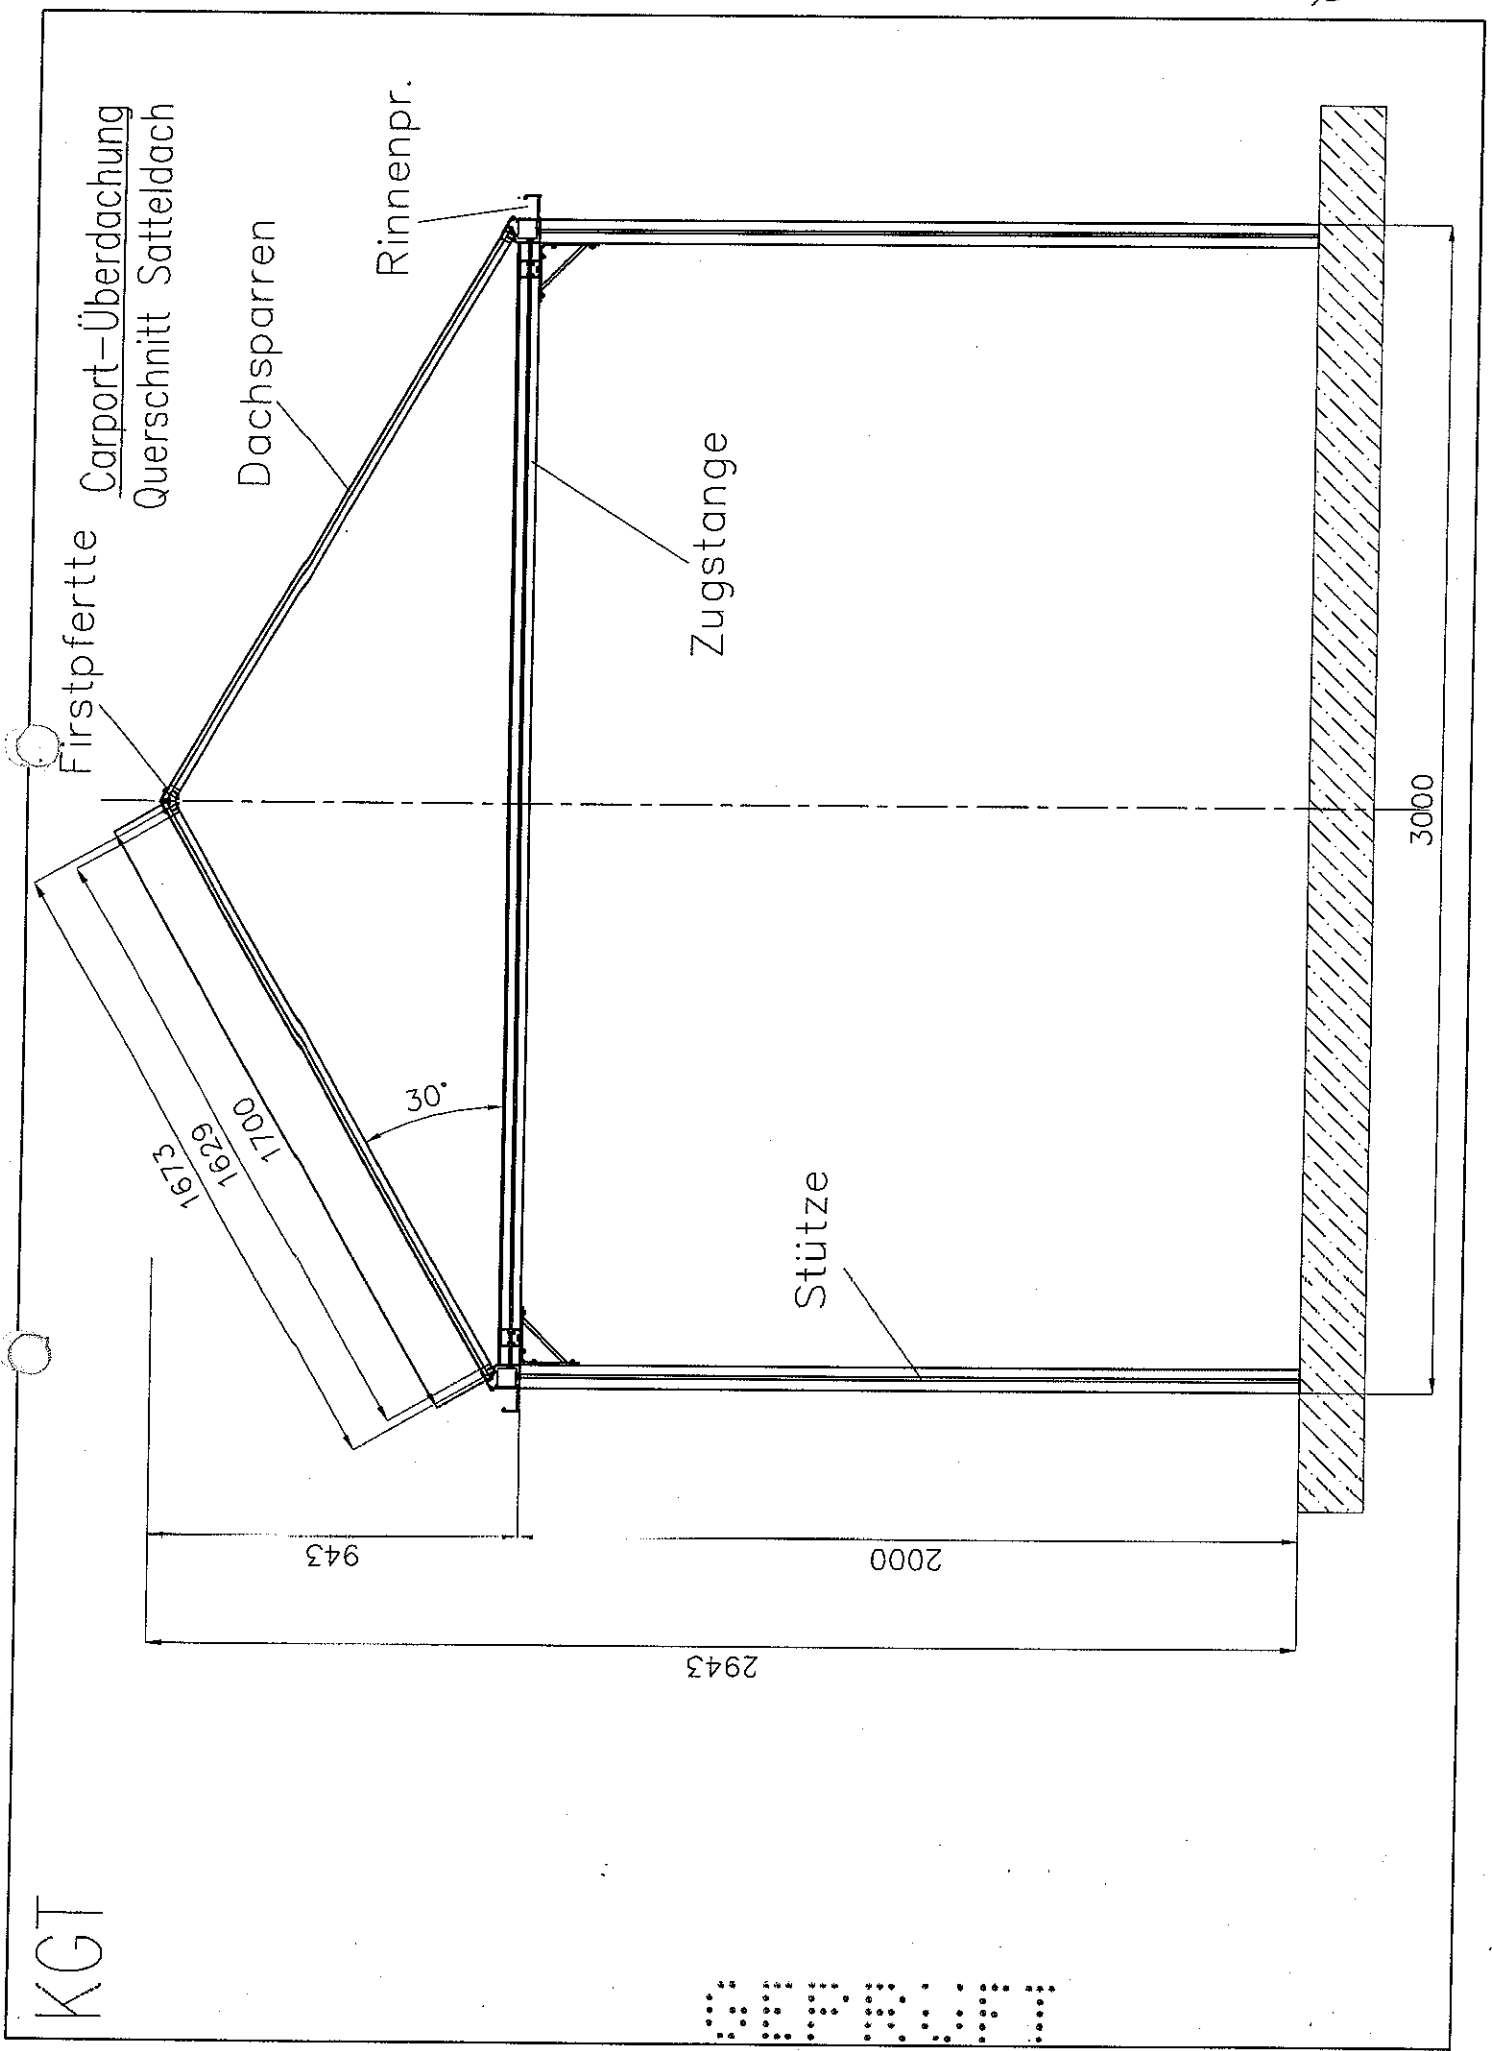 KGT
Carport-Überdachung
Querschnitt Satteldach
Firstpfertte
Dachsparren
Rinnenpr.
Zugstange
Stütze
1673
1629
1700
30°
943
2000
2943
3000
GEPRÜFT